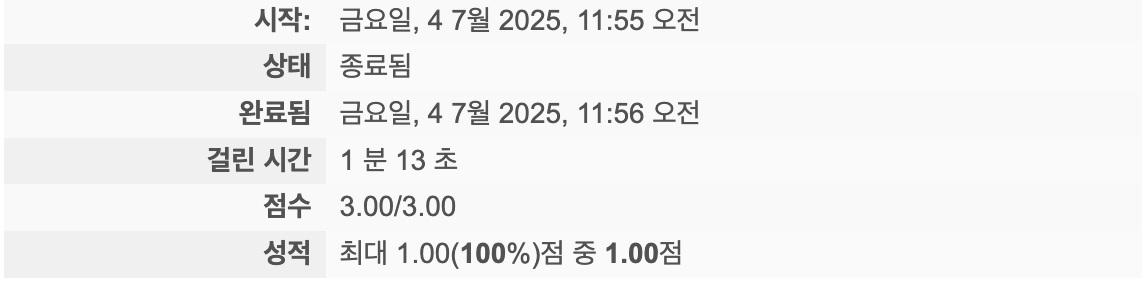 시작: 금요일, 4 7월 2025, 11:55 오전
상태 종료됨
완료됨 금요일, 4 7월 2025, 11:56 오전
걸린 시간 1 분 13 초
점수 3.00/3.00
성적 최대 1.00(100%)점 중 1.00점